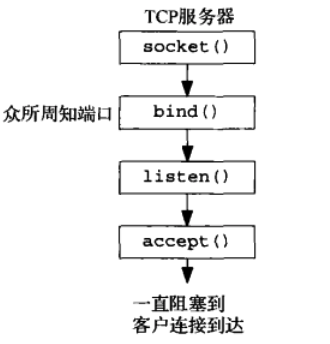 TCP服务器
socket()
众所周知端口
bind()
listen()
accept()
一直阻塞到
客户连接到达